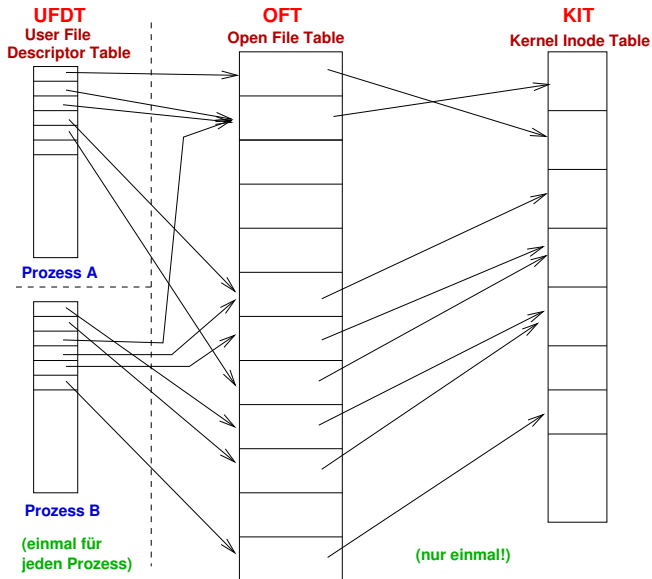 UFDT
User File
Descriptor Table
OFT
Open File Table
KIT
Kernel Inode Table
Prozess A
Prozess B
(einmal für
jeden Prozess)
(nur einmal!)